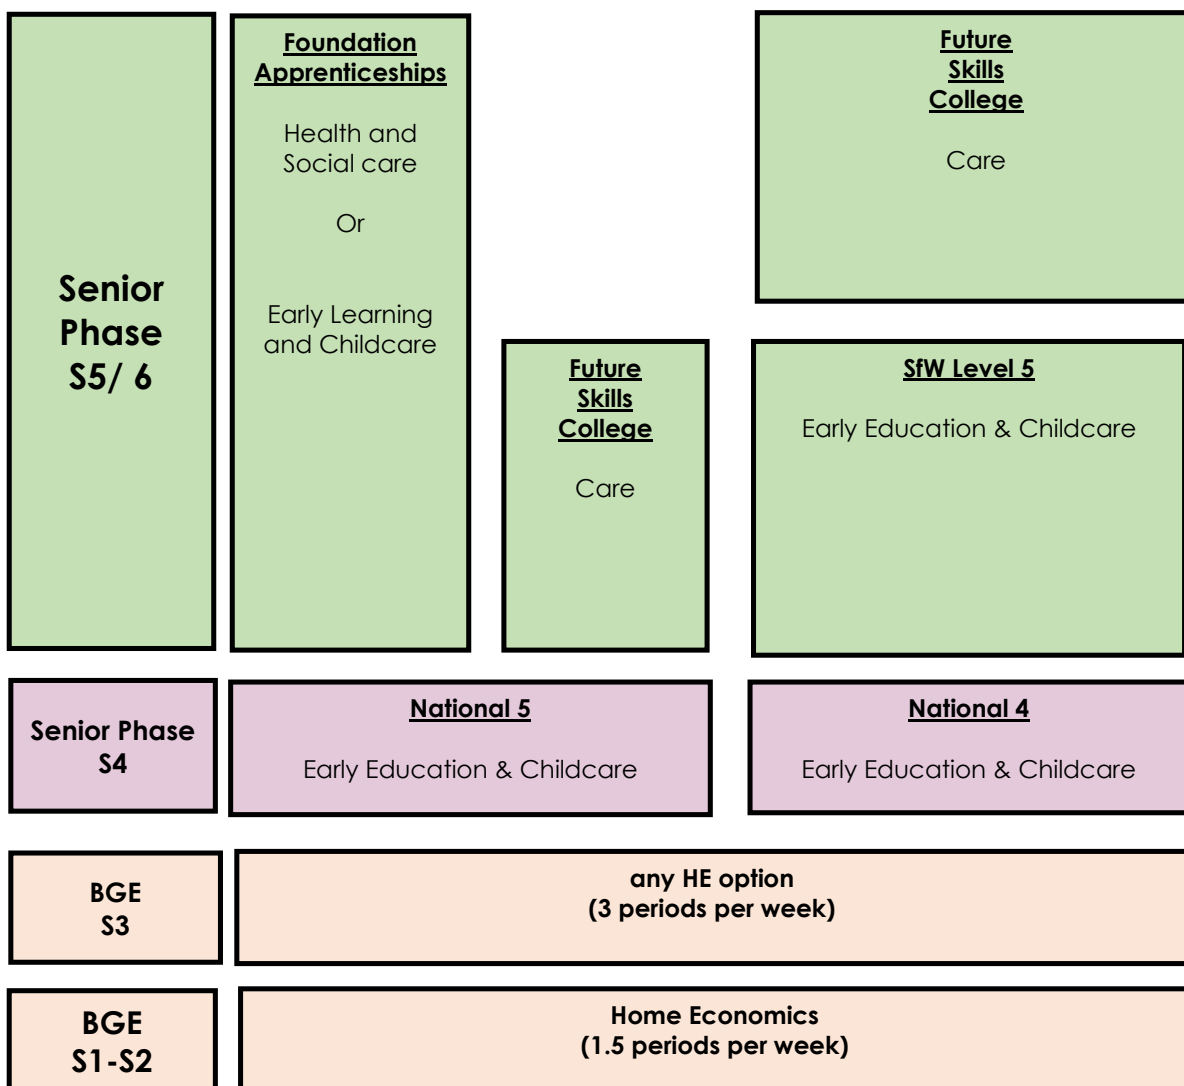 Senior
Phase
S5/ 6
Foundation
Apprenticeships
Health and
Social care
Or
Early Learning
and Childcare
Future
Skills
College
Care
Future
Skills
College
Care
SfW Level 5
Early Education & Childcare
Senior Phase
S4
National 5
Early Education & Childcare
National 4
Early Education & Childcare
BGE
S3
any HE option
(3 periods per week)
BGE
S1-S2
Home Economics
(1.5 periods per week)